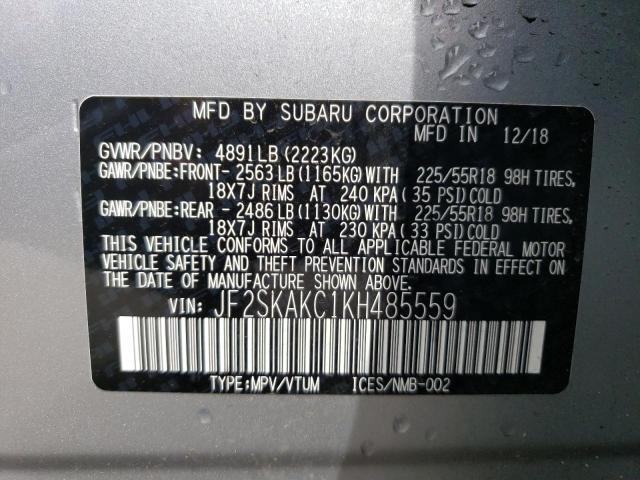 MFD BY SUBARU CORPORATION
MFD IN 12/18
GVWR/PNBV: 4891LB (2223KG)
GAWR/PNBE:FRONT- 2563 LB (1165KG) WITH 225/55R18 98H TIRES,
18X7J RIMS AT 240 KPA ( 35 PSI) COLD
GAWR/PNBE:REAR - 2486 LB (1130KG) WITH 225/55R18 98H TIRES,
18X7J RIMS AT 230 KPA ( 33 PSI) COLD
THIS VEHICLE CONFORMS TO ALL APPLICABLE FEDERAL MOTOR
VEHICLE SAFETY AND THEFT PREVENTION STANDARDS IN EFFECT ON
THE DATE OF MANUFACTURE SHOWN ABOVE.
VIN: JF2SKAKC1KH485559
TYPE:MPV/VTUM ICES/NMB-002